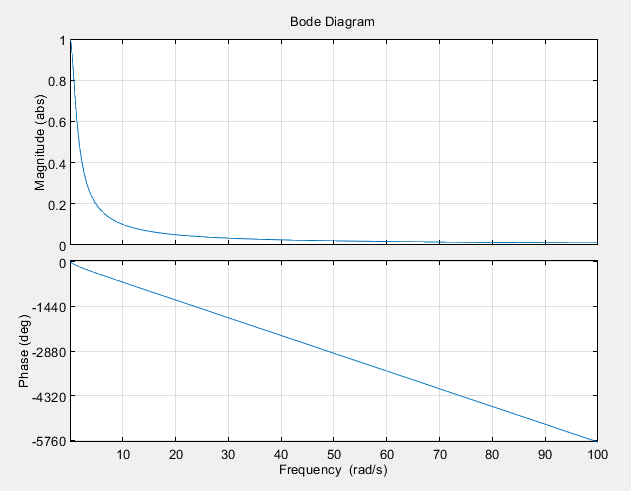 Bode Diagram
Magnitude (abs)
1
0.8
0.6
0.4
0.2
0
Phase (deg)
0
-1440
-2880
-4320
-5760
10 20 30 40 50 60 70 80 90 100
Frequency (rad/s)